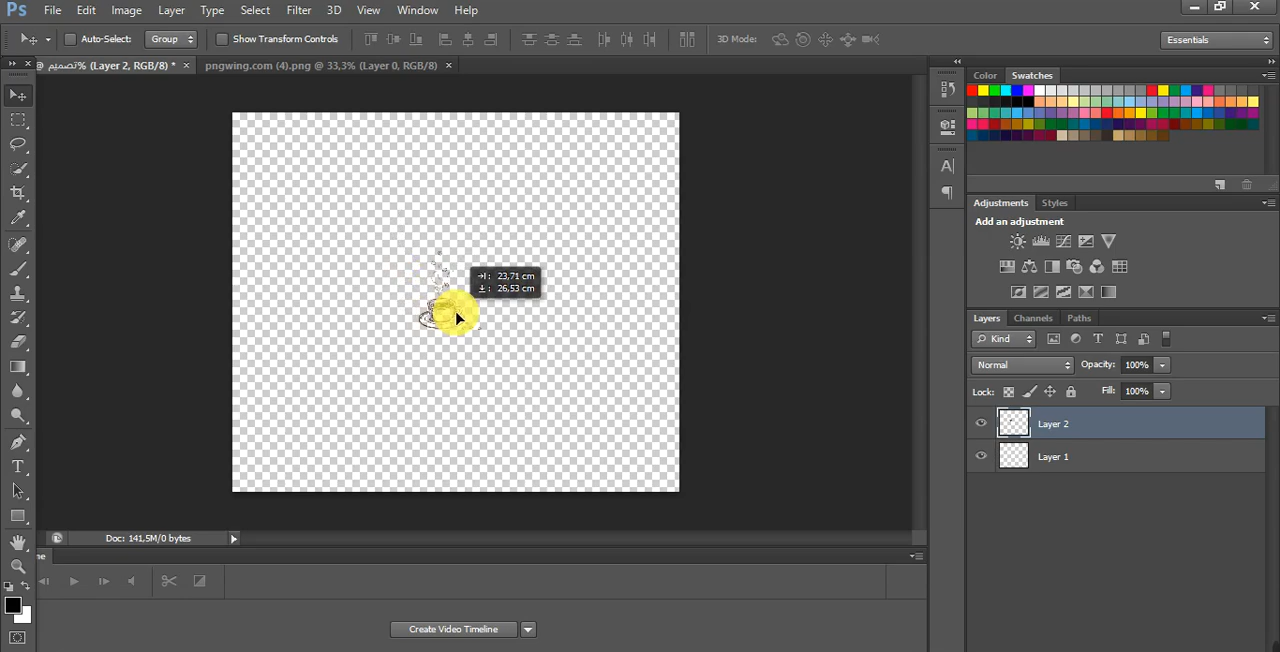 Ps File Edit Image Layer Type Select Filter 3D View Window Help
Auto-Select: Group Show Transform Controls 3D Mode: Essentials
تصميم% (Layer 2, RGB/8) * × pngwing.com (4).png @ 33,3% (Layer 0, RGB/8) ×
Color Swatches
Adjustments Styles
Add an adjustment
23,71 cm
26,53 cm
Layers Channels Paths
Kind
Normal Opacity: 100%
Lock: Fill: 100%
Layer 2
Layer 1
Doc: 141,5M/0 bytes
Create Video Timeline